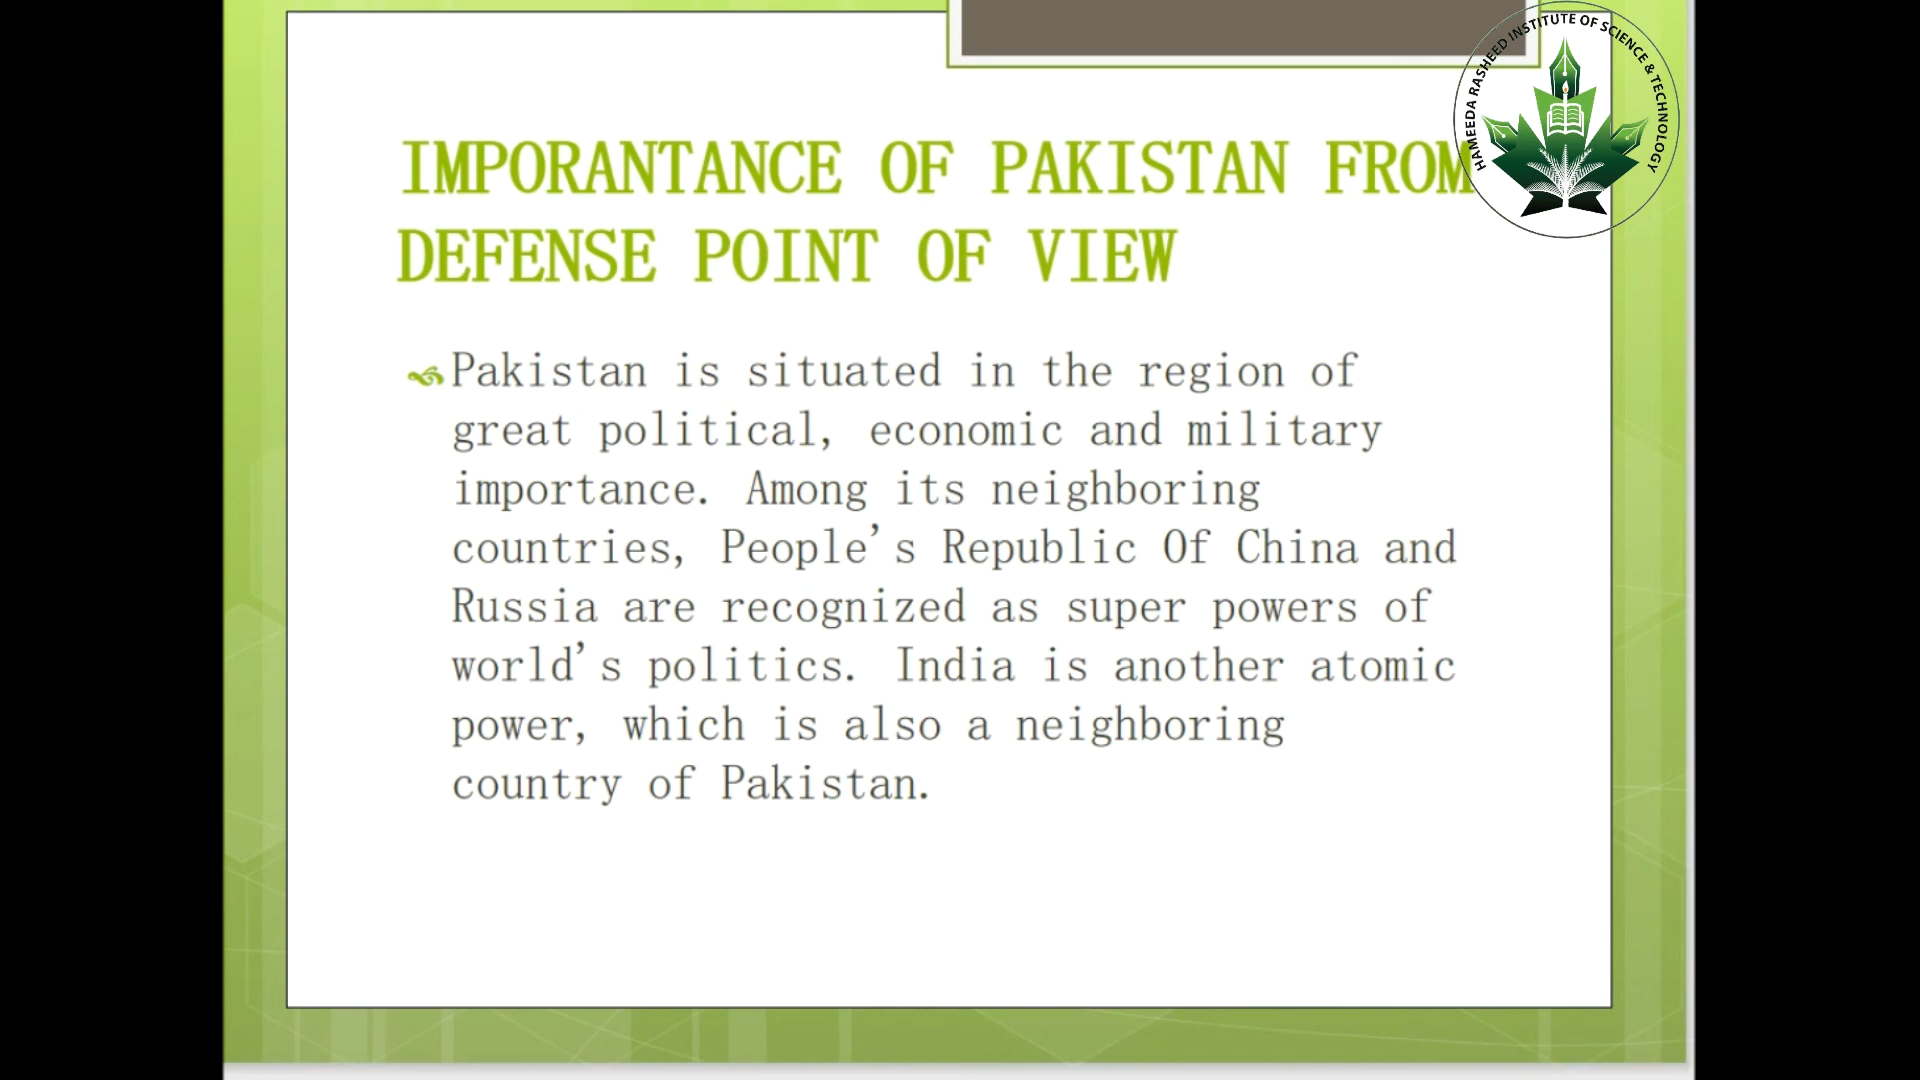 HAMEEDA RASHEED INSTITUTE OF SCIENCE & TECHNOLOGY
IMPORANTANCE OF PAKISTAN FROM
DEFENSE POINT OF VIEW
Pakistan is situated in the region of
great political, economic and military
importance. Among its neighboring
countries, People's Republic Of China and
Russia are recognized as super powers of
world's politics. India is another atomic
power, which is also a neighboring
country of Pakistan.